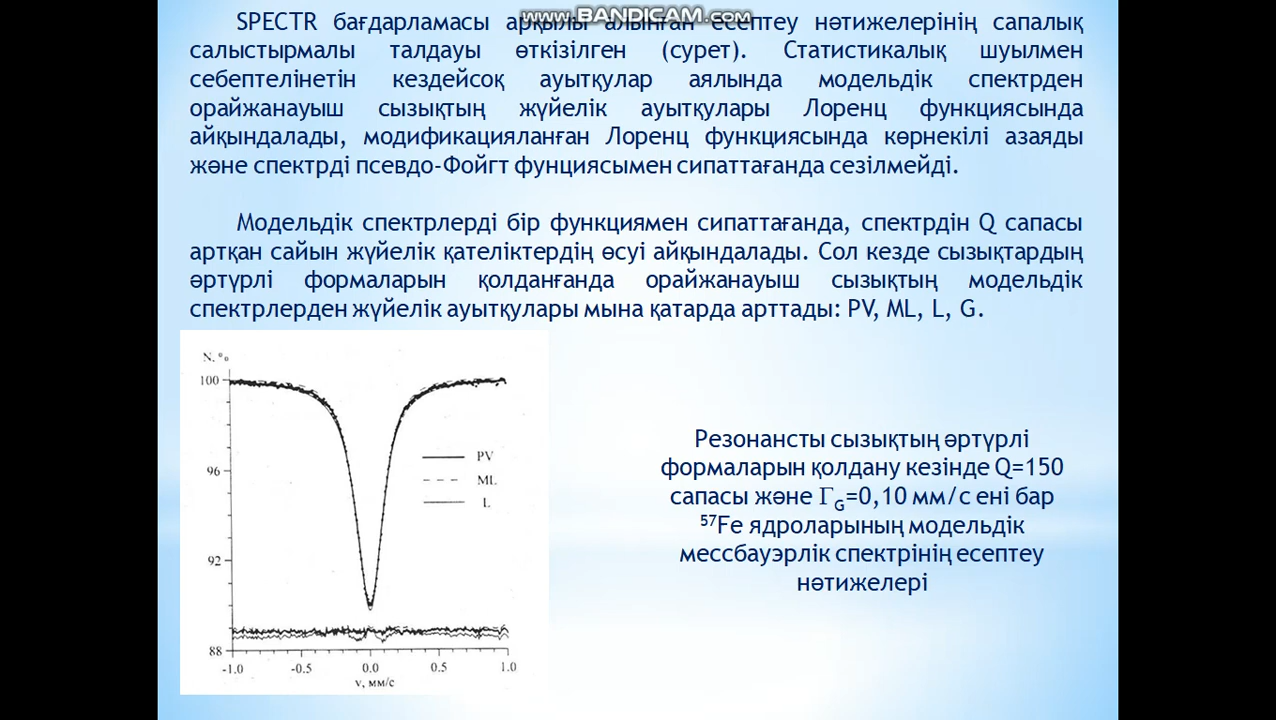 www.BANDICAM.com
SPECTR бағдарламасы арқылы алынған есептеу нәтижелерінің сапалық
салыстырмалы талдауы өткізілген (сурет). Статистикалық шуылмен
себептелінетін кездейсоқ ауытқулар аялында модельдік спектрден
орайжанауыш сызықтың жүйелік ауытқулары Лоренц функциясында
айқындалады, модификацияланған Лоренц функциясында көрнекілі азаяды
және спектрді псевдо-Фойгт фунциясымен сипаттағанда сезілмейді.
Модельдік спектрлерді бір функциямен сипаттағанда, спектрдін Q сапасы
артқан сайын жүйелік қателіктердің өсуі айқындалады. Сол кезде сызықтардың
әртүрлі формаларын қолданғанда орайжанауыш сызықтың модельдік
спектрлерден жүйелік ауытқулары мына қатарда арттады: PV, ML, L, G.
N, %
100
96
92
88
PV
ML
L
-1.0 -0.5 0.0 0.5 1.0
v, мм/с
Резонансты сызықтың әртүрлі
формаларын қолдану кезінде Q=150
сапасы және Γ_G=0,10 мм/с ені бар
⁵⁷Fe ядроларының модельдік
мессбауэрлік спектрінің есептеу
нәтижелері